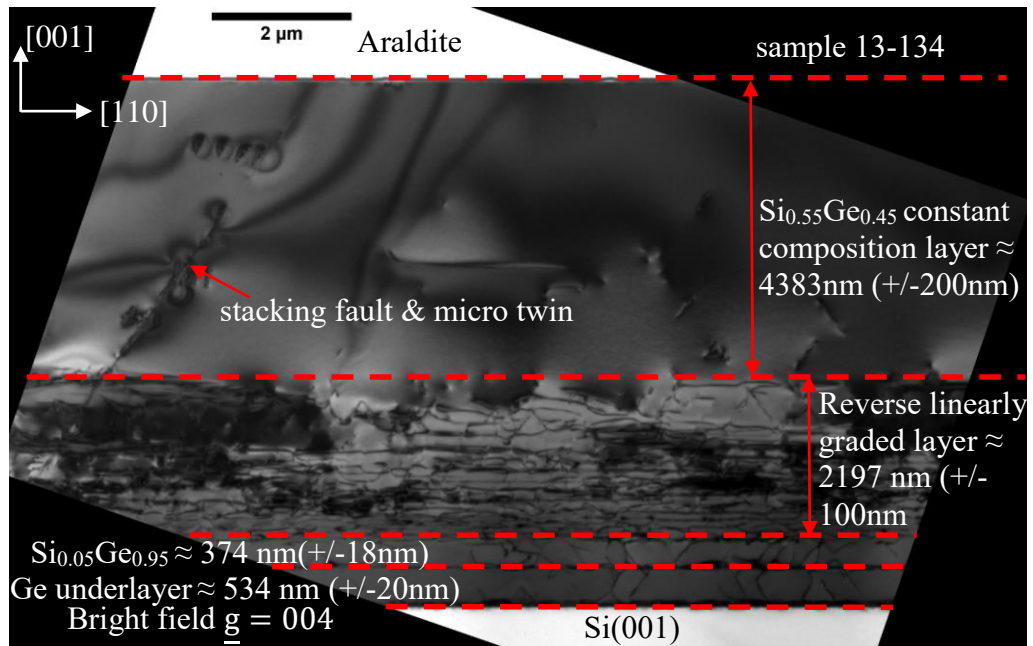 2 µm
Araldite
sample 13-134
[001]
[110]
Si0.55Ge0.45 constant
composition layer ≈
4383nm (+/-200nm)
stacking fault & micro twin
Reverse linearly
graded layer ≈
2197 nm (+/-
100nm
Si0.05Ge0.95 ≈ 374 nm(+/-18nm)
Ge underlayer ≈ 534 nm (+/-20nm)
Bright field g = 004
Si(001)